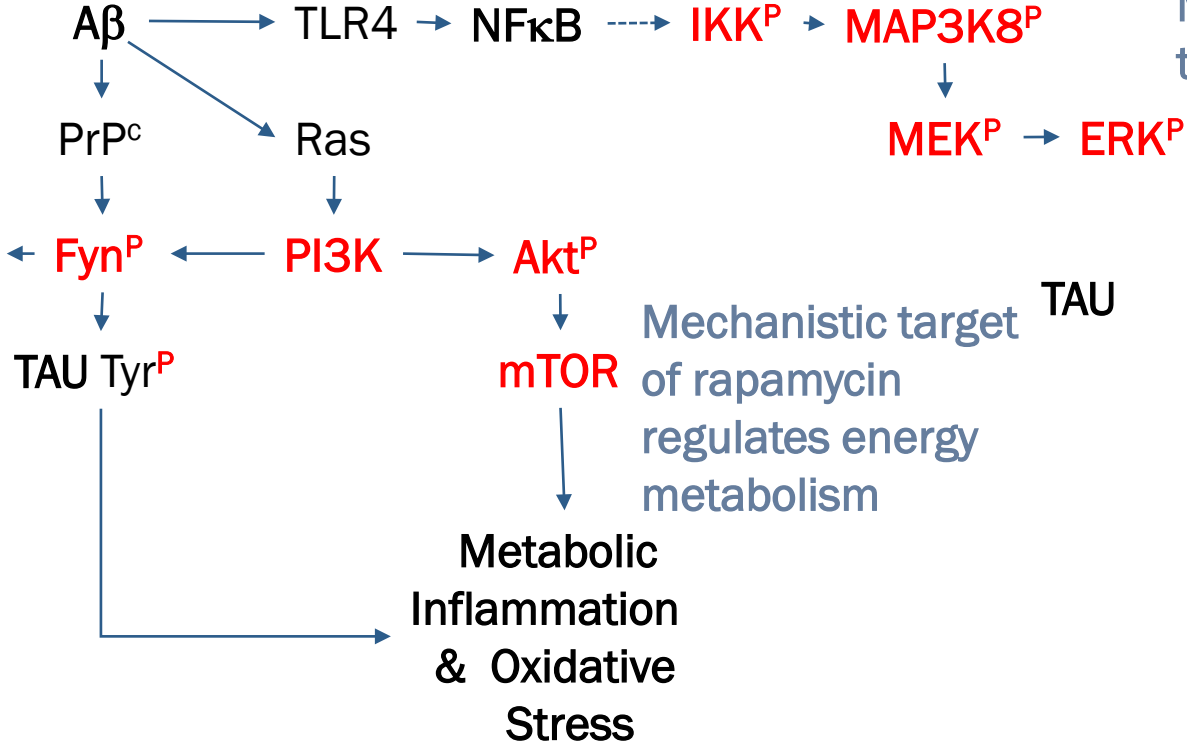 Aβ TLR4 NFκB IKKᴾ MAP3K8ᴾ
PrPᶜ Ras MEKᴾ ERKᴾ
Fynᴾ PI3K Aktᴾ
TAU
TAU Tyrᴾ mTOR
Mechanistic target
of rapamycin
regulates energy
metabolism
Metabolic
Inflammation
& Oxidative
Stress